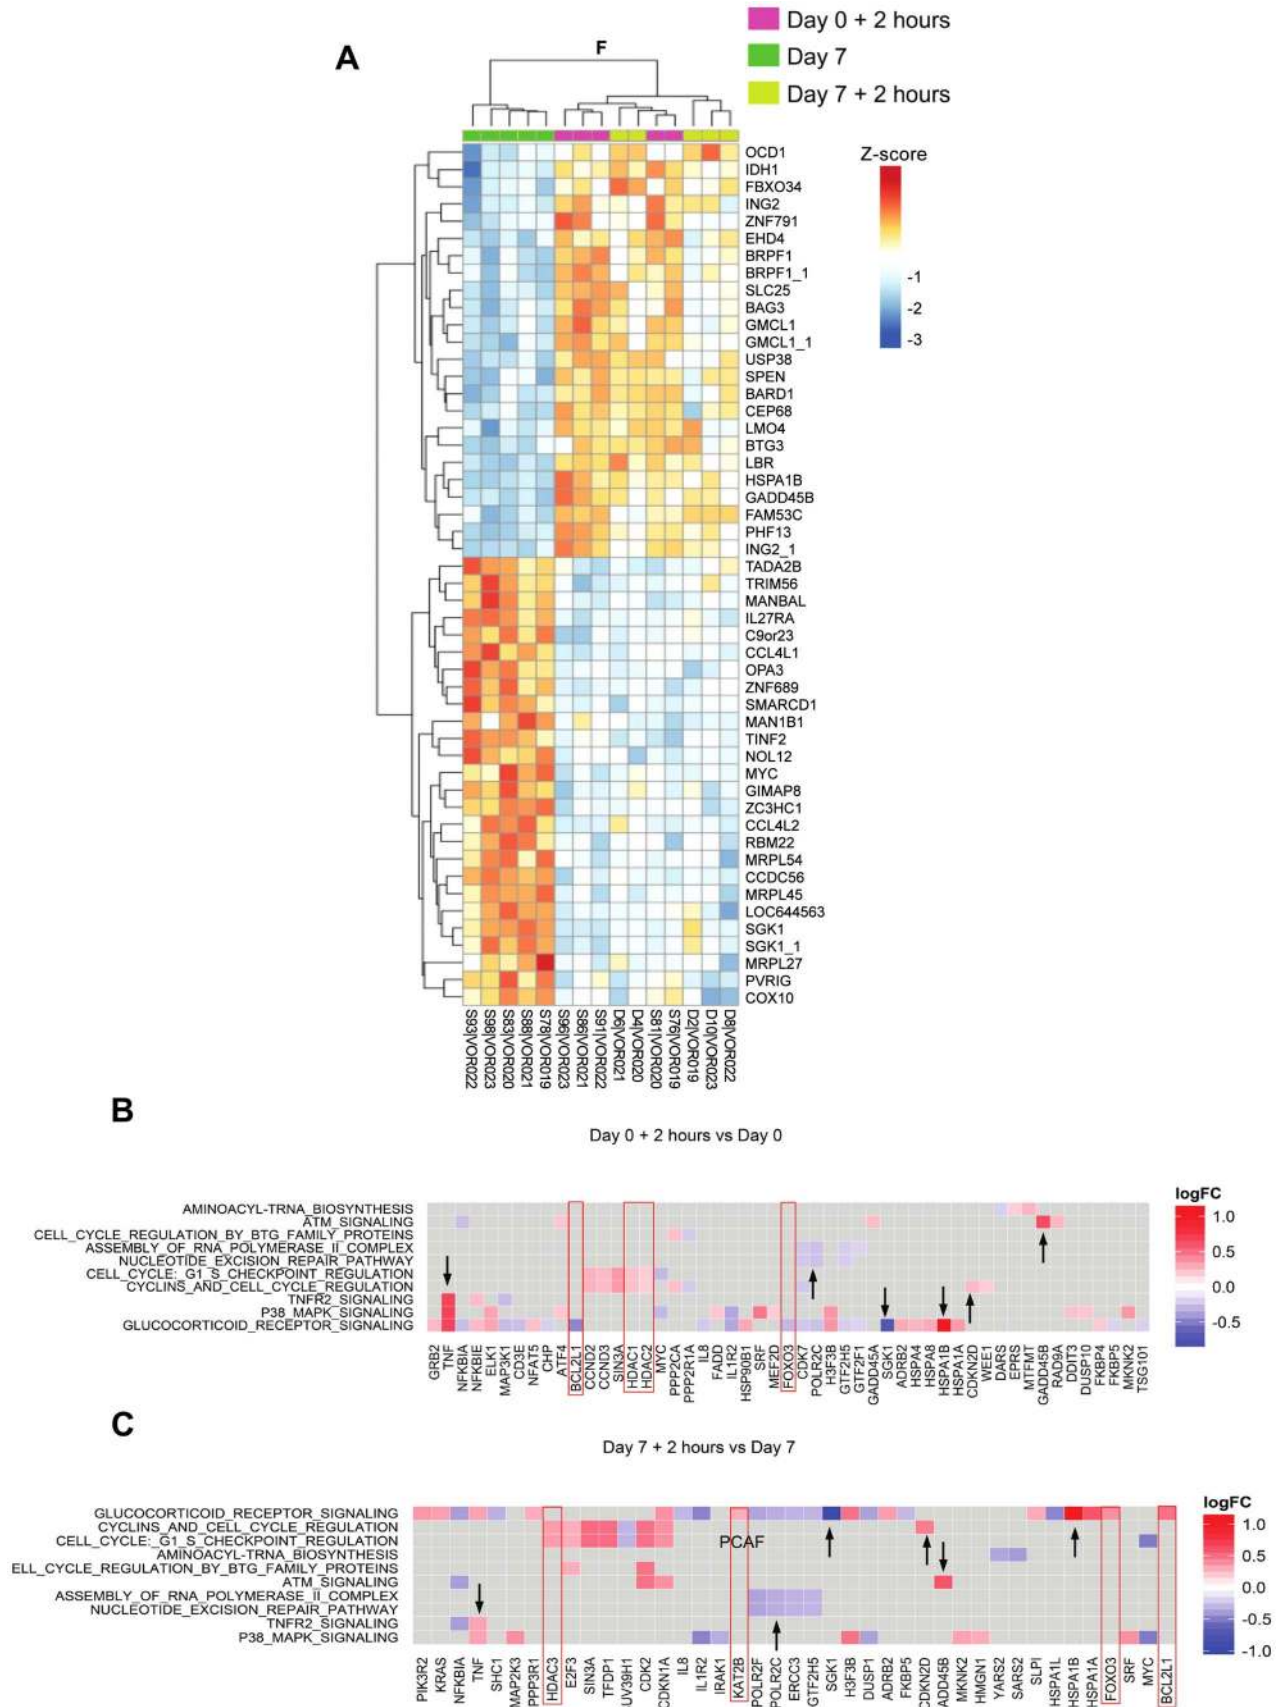 Day 0 + 2 hours
Day 7
Day 7 + 2 hours
A
F
Z-score
-1
-2
-3
OCD1
IDH1
FBXO34
ING2
ZNF791
EHD4
BRPF1
BRPF1_1
SLC25
BAG3
GMCL1
GMCL1_1
USP38
SPEN
BARD1
CEP68
LMO4
BTG3
LBR
HSPA1B
GADD45B
FAM53C
PHF13
ING2_1
TADA2B
TRIM56
MANBAL
IL27RA
C9or23
CCL4L1
OPA3
ZNF689
SMARCD1
MAN1B1
TINF2
NOL12
MYC
GIMAP8
ZC3HC1
CCL4L2
RBM22
MRPL54
CCDC56
MRPL45
LOC644563
SGK1
SGK1_1
MRPL27
PVRIG
COX10
S93|VOR022
S98|VOR023
S83|VOR020
S88|VOR021
S78|VOR019
S96|VOR023
S86|VOR021
S91|VOR022
D6|VOR021
D4|VOR020
S81|VOR020
S76|VOR019
D2|VOR019
D10|VOR023
D8|VOR022
B
Day 0 + 2 hours vs Day 0
AMINOACYL-TRNA_BIOSYNTHESIS
ATM_SIGNALING
CELL_CYCLE_REGULATION_BY_BTG_FAMILY_PROTEINS
ASSEMBLY_OF_RNA_POLYMERASE_II_COMPLEX
NUCLEOTIDE_EXCISION_REPAIR_PATHWAY
CELL_CYCLE:_G1_S_CHECKPOINT_REGULATION
CYCLINS_AND_CELL_CYCLE_REGULATION
TNFR2_SIGNALING
P38_MAPK_SIGNALING
GLUCOCORTICOID_RECEPTOR_SIGNALING
logFC
1.0
0.5
0.0
-0.5
GRB2
TNF
NFKBIA
NFKBIE
ELK1
MAP3K1
CD3E
NFAT5
CHP
ATF4
BCL2L1
CCND2
CCND3
SIN3A
HDAC1
HDAC2
MYC
PPP2CA
PPP2R1A
IL8
FADD
IL1R2
HSP90B1
SRF
MEF2D
FOXO3
CDK7
POLR2C
H3F3B
GTF2H5
GTF2F1
GADD45A
SGK1
ADRB2
HSPA4
HSPA8
HSPA1B
HSPA1A
CDKN2D
WEE1
DARS
EPRS
MTFMT
GADD45B
RAD9A
DDIT3
DUSP10
FKBP4
FKBP5
MKNK2
TSG101
C
Day 7 + 2 hours vs Day 7
GLUCOCORTICOID_RECEPTOR_SIGNALING
CYCLINS_AND_CELL_CYCLE_REGULATION
CELL_CYCLE:_G1_S_CHECKPOINT_REGULATION
AMINOACYL-TRNA_BIOSYNTHESIS
ELL_CYCLE_REGULATION_BY_BTG_FAMILY_PROTEINS
ATM_SIGNALING
ASSEMBLY_OF_RNA_POLYMERASE_II_COMPLEX
NUCLEOTIDE_EXCISION_REPAIR_PATHWAY
TNFR2_SIGNALING
P38_MAPK_SIGNALING
PCAF
logFC
1.0
0.5
0.0
-0.5
-1.0
PIK3R2
KRAS
NFKBIA
TNF
SHC1
MAP2K3
PPP3R1
HDAC3
E2F3
SIN3A
TFDP1
UV39H1
CDK2
CDKN1A
IL8
IL1R2
IRAK1
KAT2B
POLR2F
POLR2C
ERCC3
GTF2H5
SGK1
H3F3B
DUSP1
ADRB2
FKBP5
CDKN2D
ADD45B
MKNK2
HMGN1
YARS2
SARS2
SLPI
HSPA1L
HSPA1B
HSPA1A
FOXO3
SRF
MYC
BCL2L1